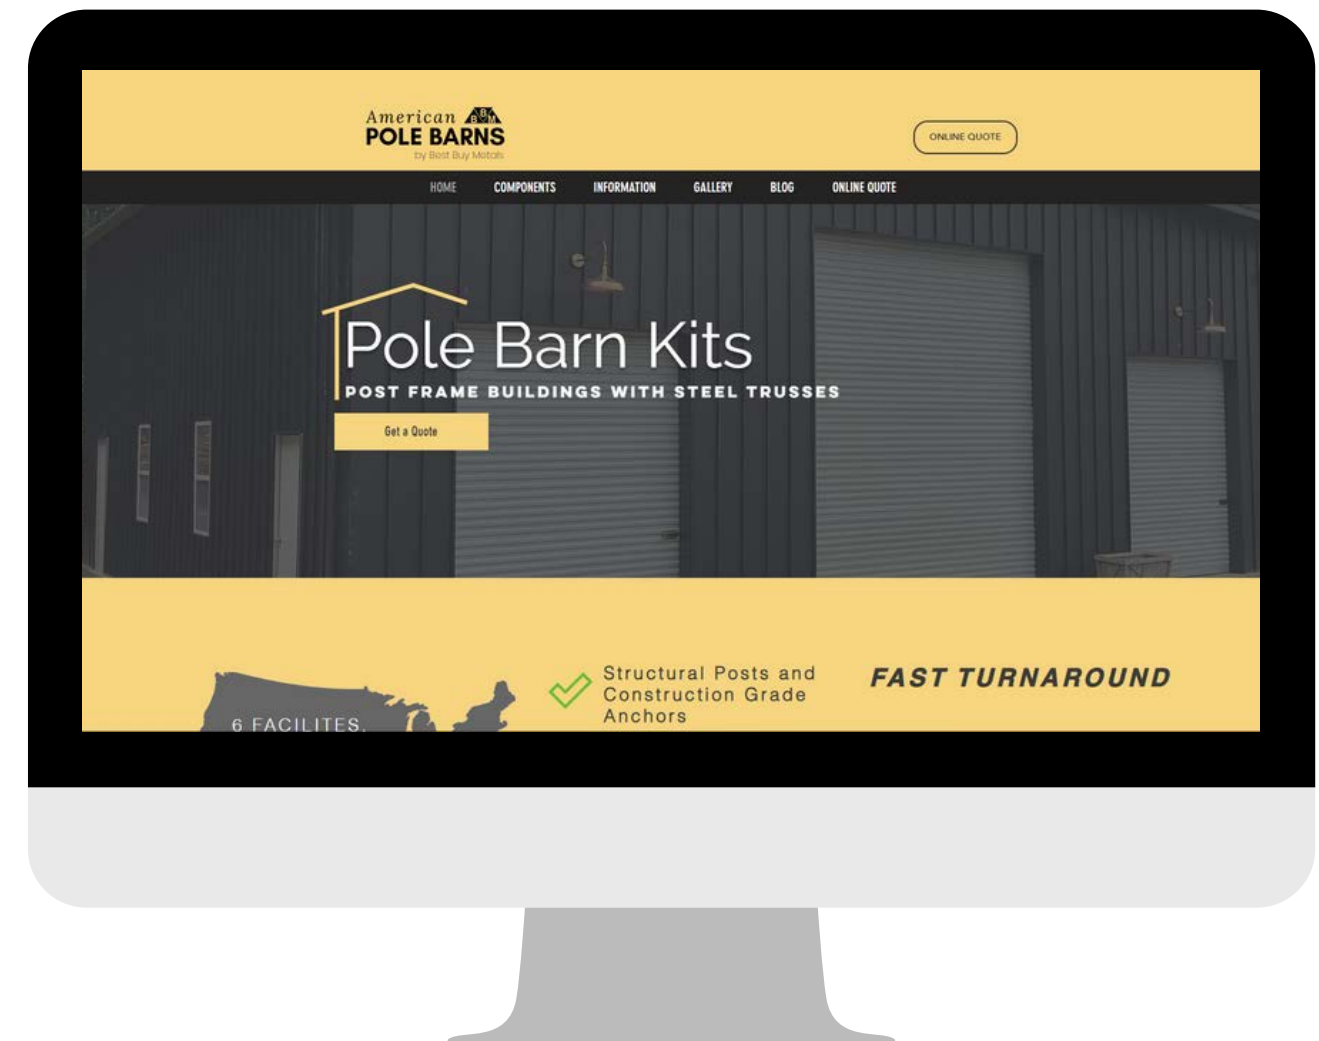 American
B
B M
POLE BARNS
by Best Buy Metals
ONLINE QUOTE
HOME COMPONENTS INFORMATION GALLERY BLOG ONLINE QUOTE
Pole Barn Kits
POST FRAME BUILDINGS WITH STEEL TRUSSES
Get a Quote
6 FACILITES.
Structural Posts and
Construction Grade
Anchors
FAST TURNAROUND